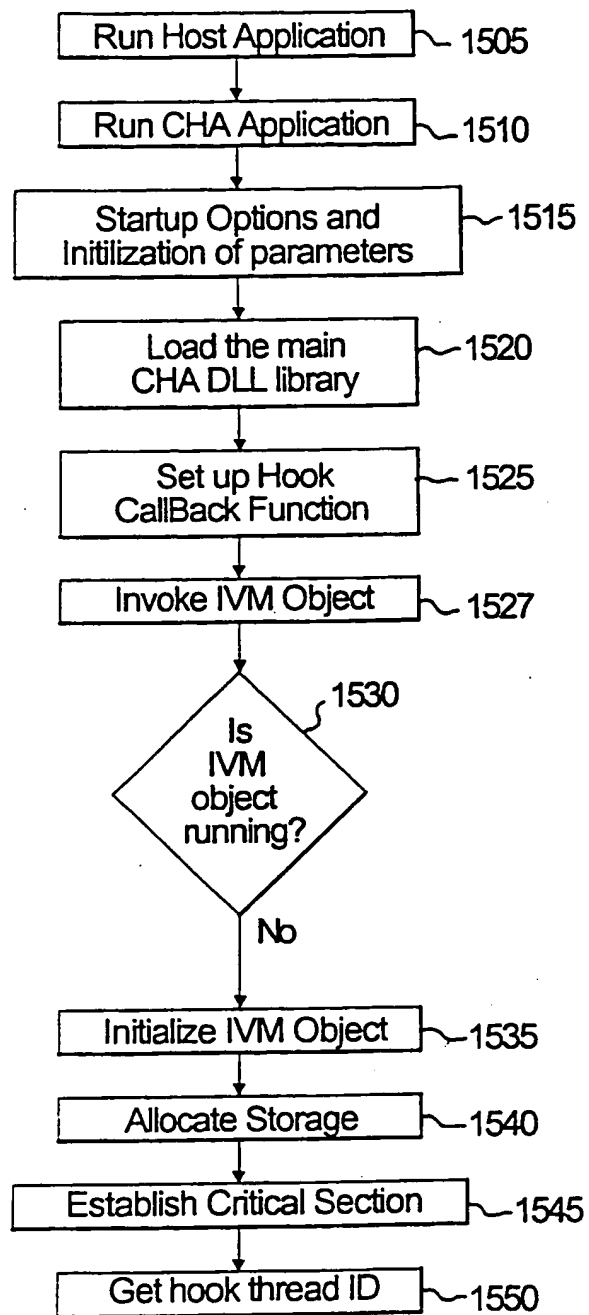 Run Host Application
1505
Run CHA Application
1510
Startup Options and
Initilization of parameters
1515
Load the main
CHA DLL library
1520
Set up Hook
CallBack Function
1525
Invoke IVM Object
1527
1530
Is
IVM
object
running?
No
Initialize IVM Object
1535
Allocate Storage
1540
Establish Critical Section
1545
Get hook thread ID
1550